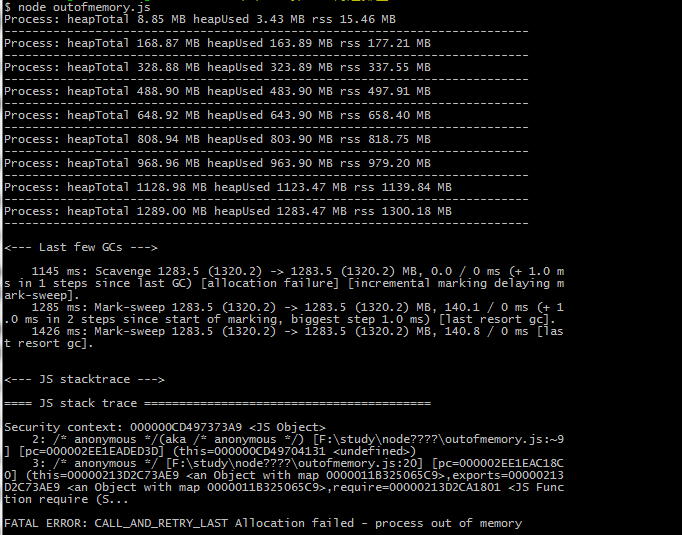 $ node outofmemory.js
Process: heapTotal 8.85 MB heapUsed 3.43 MB rss 15.46 MB
---------------------------------------------------------------------------
Process: heapTotal 168.87 MB heapUsed 163.89 MB rss 177.21 MB
---------------------------------------------------------------------------
Process: heapTotal 328.88 MB heapUsed 323.89 MB rss 337.55 MB
---------------------------------------------------------------------------
Process: heapTotal 488.90 MB heapUsed 483.90 MB rss 497.91 MB
---------------------------------------------------------------------------
Process: heapTotal 648.92 MB heapUsed 643.90 MB rss 658.40 MB
---------------------------------------------------------------------------
Process: heapTotal 808.94 MB heapUsed 803.90 MB rss 818.75 MB
---------------------------------------------------------------------------
Process: heapTotal 968.96 MB heapUsed 963.90 MB rss 979.20 MB
---------------------------------------------------------------------------
Process: heapTotal 1128.98 MB heapUsed 1123.47 MB rss 1139.84 MB
---------------------------------------------------------------------------
Process: heapTotal 1289.00 MB heapUsed 1283.47 MB rss 1300.18 MB
---------------------------------------------------------------------------
<--- Last few GCs --->
    1145 ms: Scavenge 1283.5 (1320.2) -> 1283.5 (1320.2) MB, 0.0 / 0 ms (+ 1.0 m
s in 1 steps since last GC) [allocation failure] [incremental marking delaying m
ark-sweep].
    1285 ms: Mark-sweep 1283.5 (1320.2) -> 1283.5 (1320.2) MB, 140.1 / 0 ms (+ 1
.0 ms in 2 steps since start of marking, biggest step 1.0 ms) [last resort gc].
    1426 ms: Mark-sweep 1283.5 (1320.2) -> 1283.5 (1320.2) MB, 140.8 / 0 ms [las
t resort gc].
<--- JS stacktrace --->
==== JS stack trace =========================================
Security context: 000000CD497373A9 <JS Object>
    2: /* anonymous */(aka /* anonymous */) [F:\study\node????\outofmemory.js:~9
] [pc=000002EE1EADED3D] (this=000000CD49704131 <undefined>)
    3: /* anonymous */ [F:\study\node????\outofmemory.js:20] [pc=000002EE1EAC18C
0] (this=00000213D2C73AE9 <an Object with map 0000011B325065C9>,exports=00000213
D2C73AE9 <an Object with map 0000011B325065C9>,require=00000213D2CA1801 <JS Func
tion require (S...
FATAL ERROR: CALL_AND_RETRY_LAST Allocation failed - process out of memory